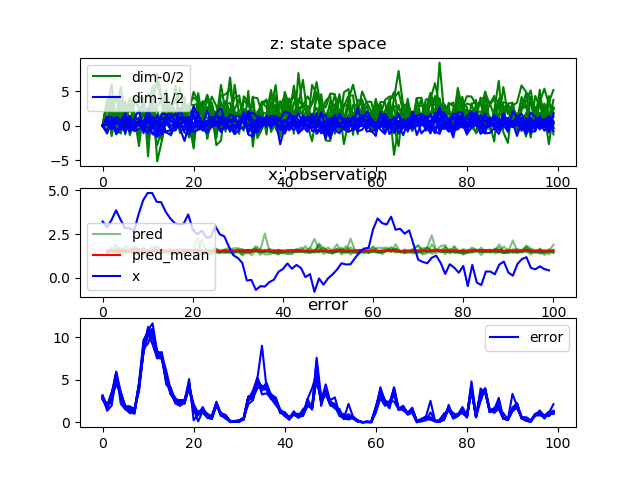 z: state space
dim-0/2
dim-1/2
5
0
−5
0 20 40 60 80 100
x: observation
5.0
2.5
0.0
pred
pred_mean
x
0 20 40 60 80 100
error
10
5
0
error
0 20 40 60 80 100